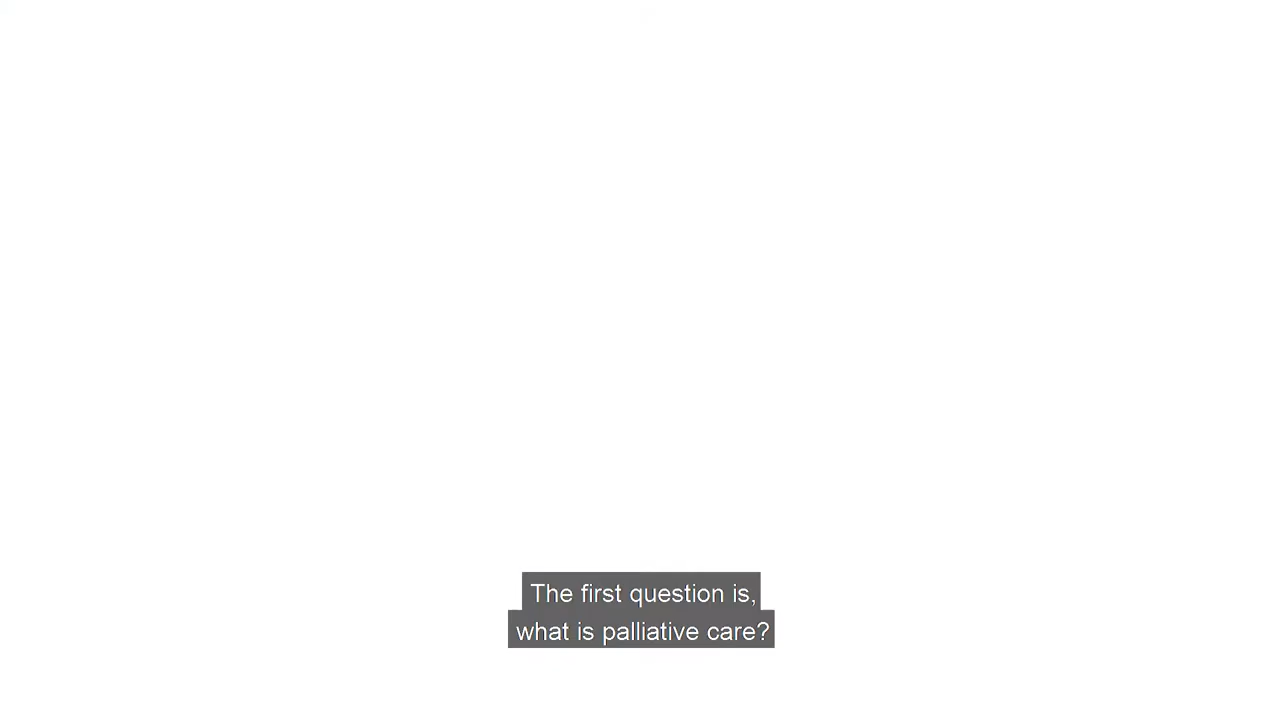 The first question is,
what is palliative care?